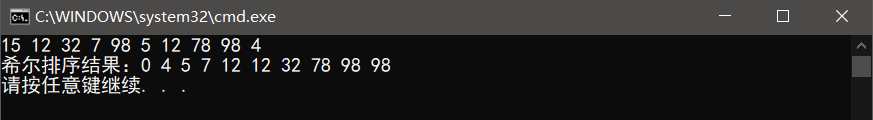 C:\WINDOWS\system32\cmd.exe
15 12 32 7 98 5 12 78 98 4
希尔排序结果：0 4 5 7 12 12 32 78 98 98
请按任意键继续. . .